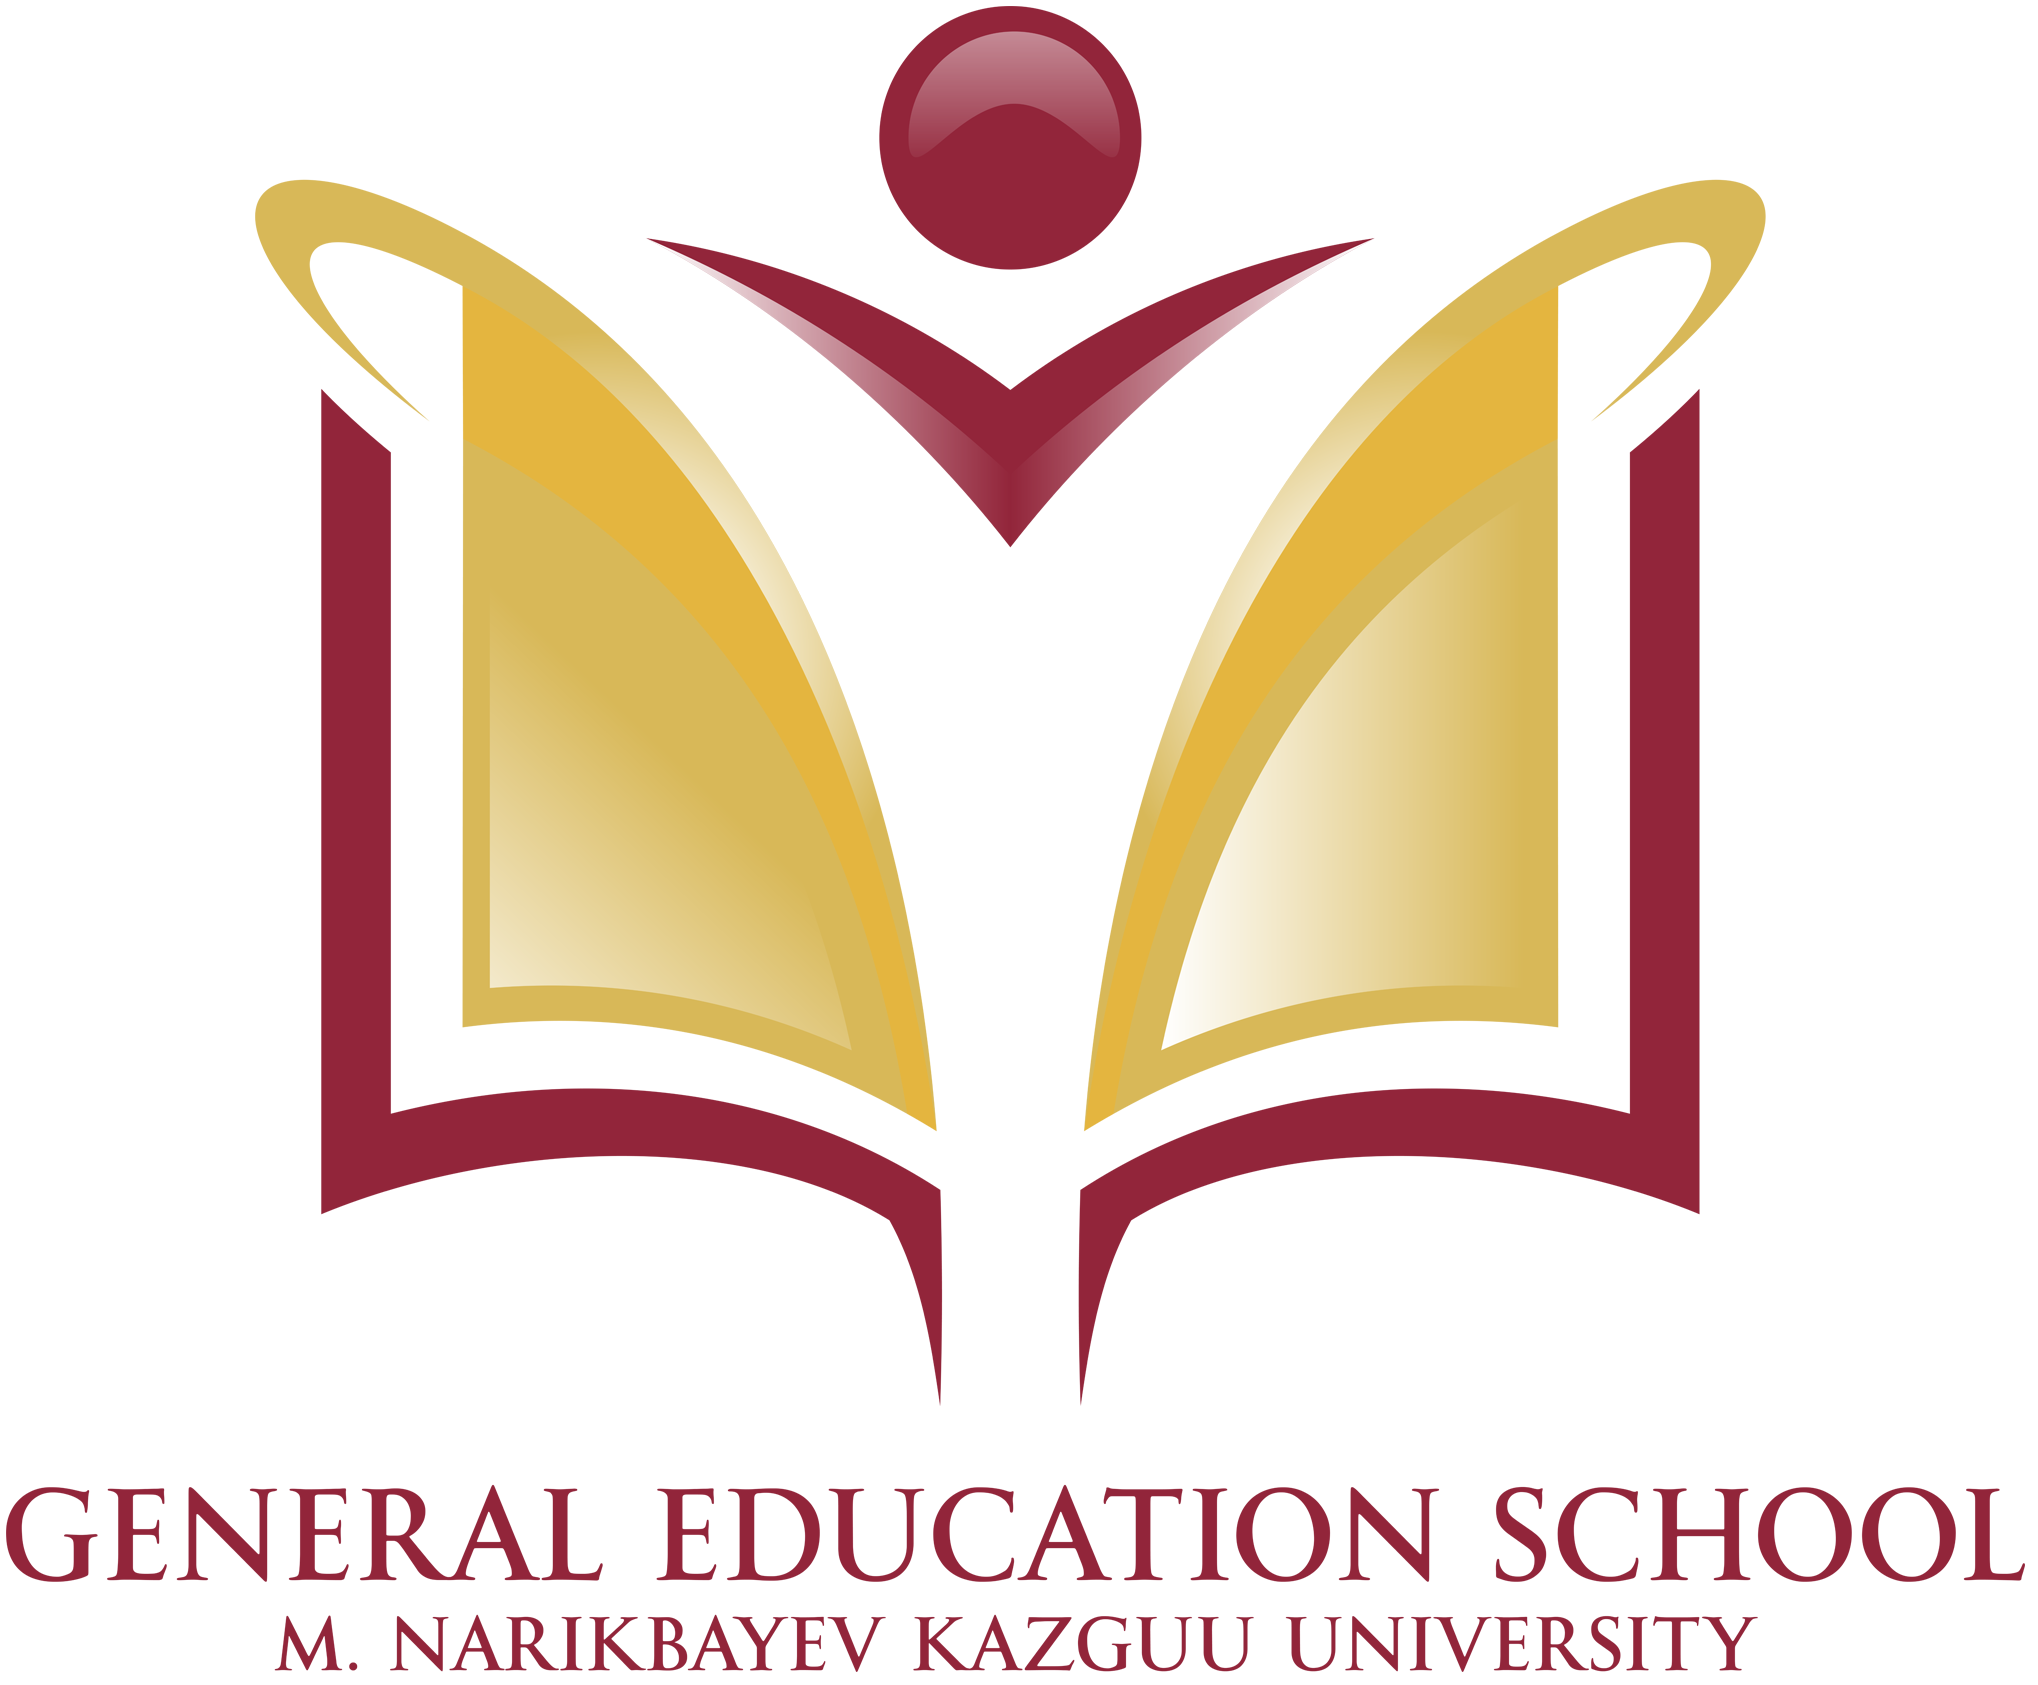 GENERAL EDUCATION SCHOOL
M. NARIKBAYEV KAZGUU UNIVERSITY